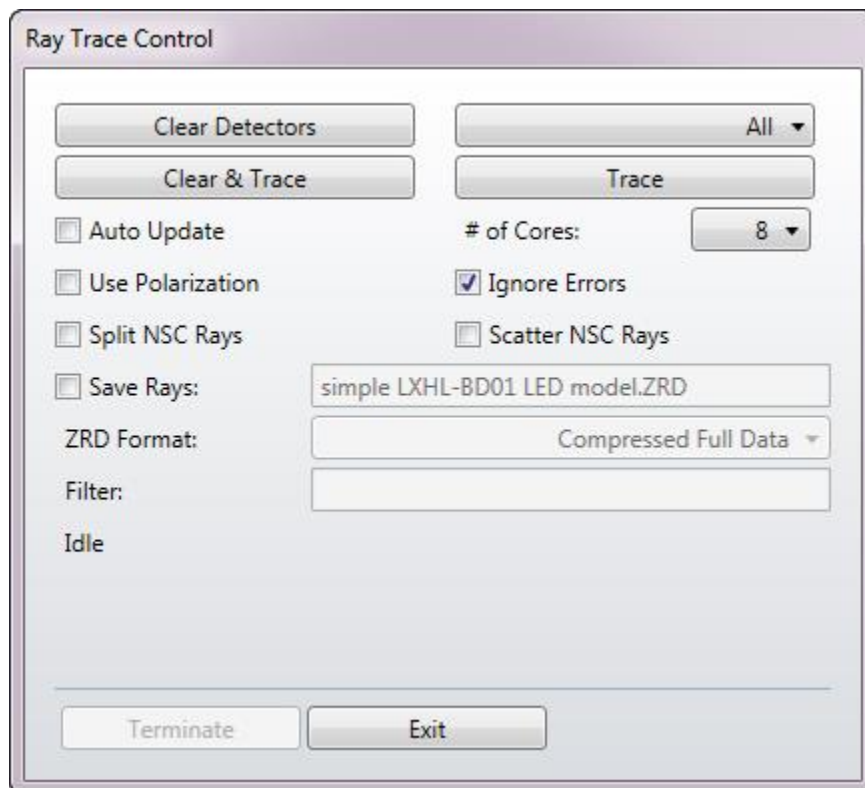 Ray Trace Control
Clear Detectors All
Clear & Trace Trace
Auto Update # of Cores: 8
Use Polarization Ignore Errors
Split NSC Rays Scatter NSC Rays
Save Rays: simple LXHL-BD01 LED model.ZRD
ZRD Format: Compressed Full Data
Filter:
Idle
Terminate Exit